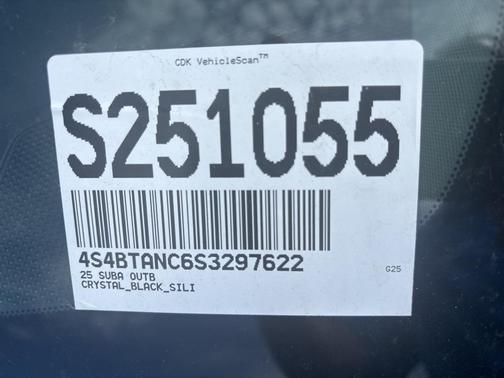 CDK VehicleScan™
S251055
4S4BTANC6S3297622
25 SUBA OUTB
G25
CRYSTAL_BLACK_SILI